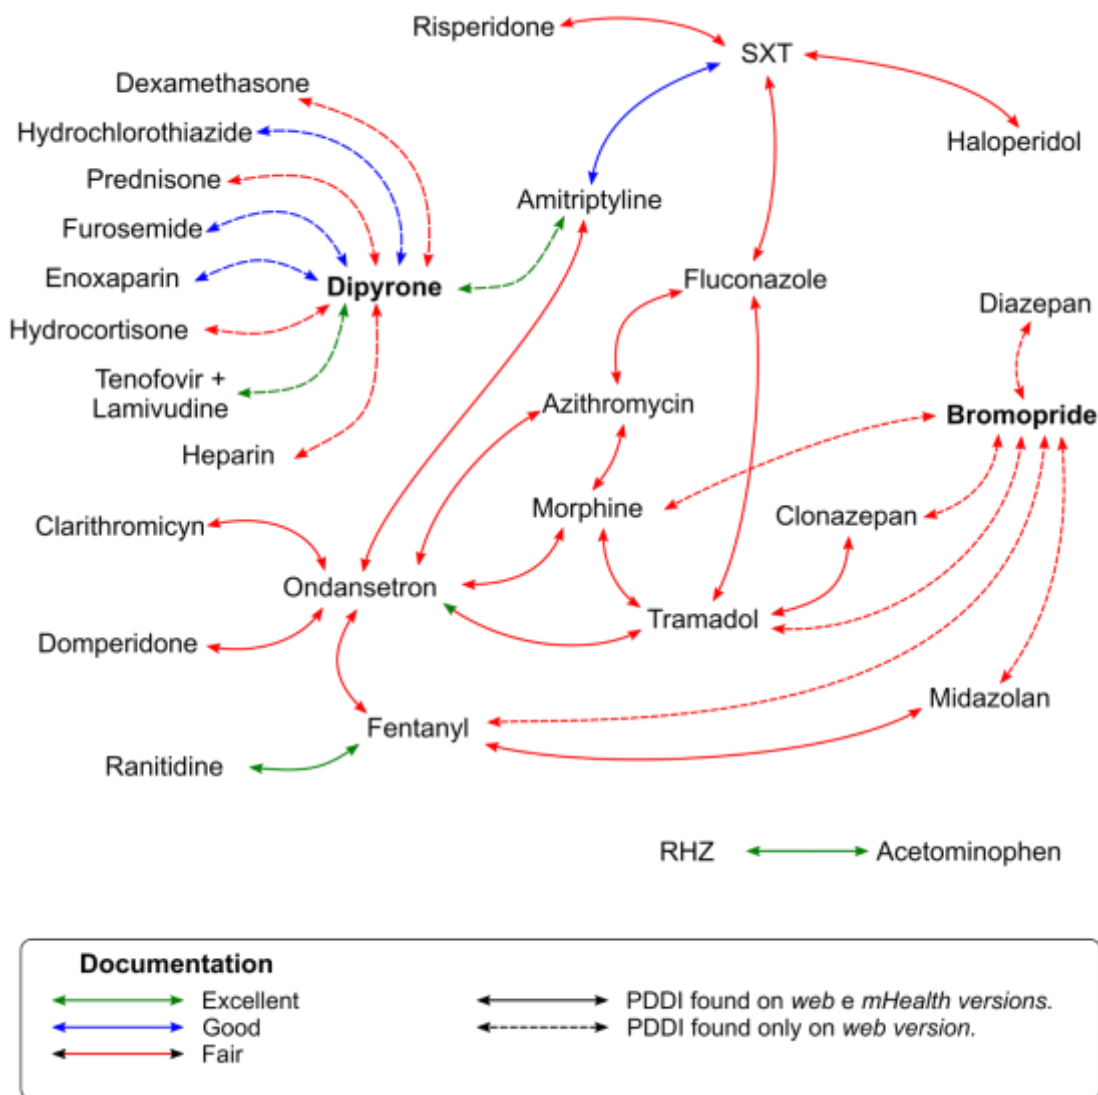 Risperidone
SXT
Dexamethasone
Hydrochlorothiazide
Haloperidol
Prednisone
Amitriptyline
Furosemide
Enoxaparin
Dipyrone
Fluconazole
Diazepan
Hydrocortisone
Tenofovir +
Lamivudine
Azithromycin
Bromopride
Heparin
Morphine
Clonazepan
Clarithromicyn
Ondansetron
Tramadol
Domperidone
Midazolan
Fentanyl
Ranitidine
RHZ
Acetominophen
Documentation
Excellent
Good
Fair
PDDI found on web e mHealth versions.
PDDI found only on web version.